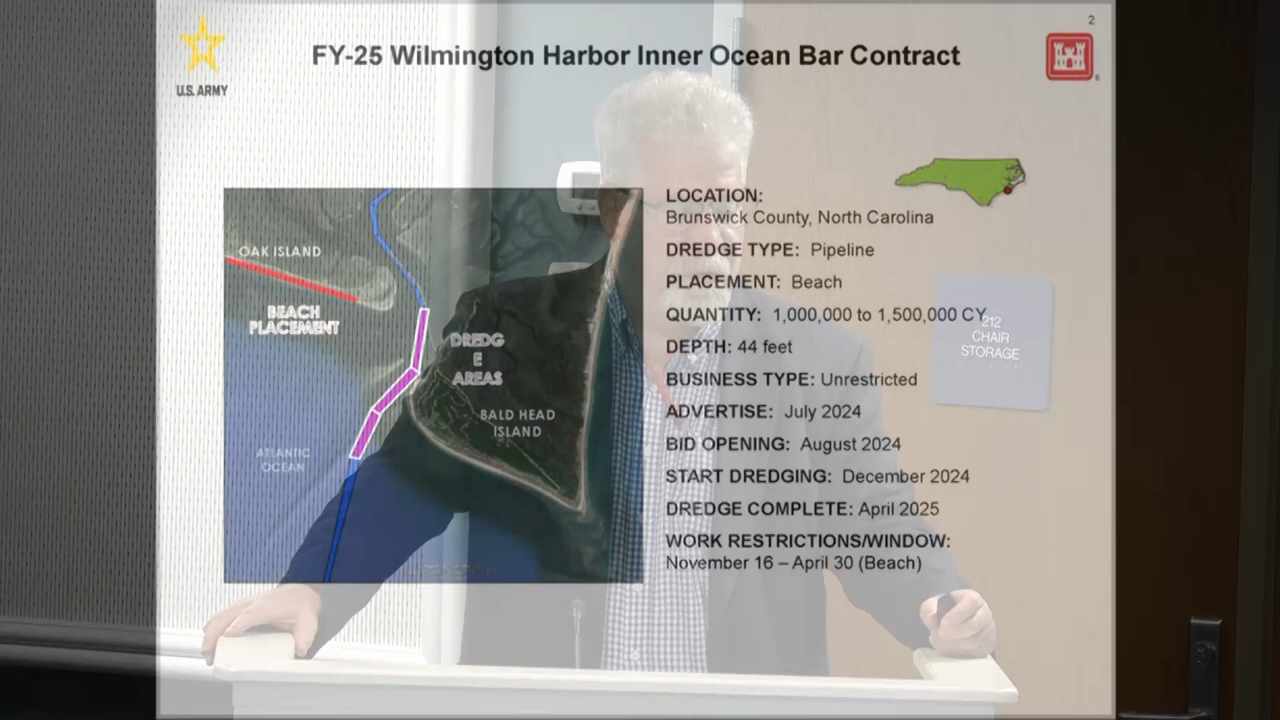 2
FY-25 Wilmington Harbor Inner Ocean Bar Contract
U.S. ARMY
OAK ISLAND
BEACH
PLACEMENT
DREDG
E
AREAS
BALD HEAD
ISLAND
ATLANTIC
OCEAN
LOCATION:
Brunswick County, North Carolina
DREDGE TYPE: Pipeline
PLACEMENT: Beach
QUANTITY: 1,000,000 to 1,500,000 CY
DEPTH: 44 feet
BUSINESS TYPE: Unrestricted
ADVERTISE: July 2024
BID OPENING: August 2024
START DREDGING: December 2024
DREDGE COMPLETE: April 2025
WORK RESTRICTIONS/WINDOW:
November 16 – April 30 (Beach)
212
CHAIR
STORAGE